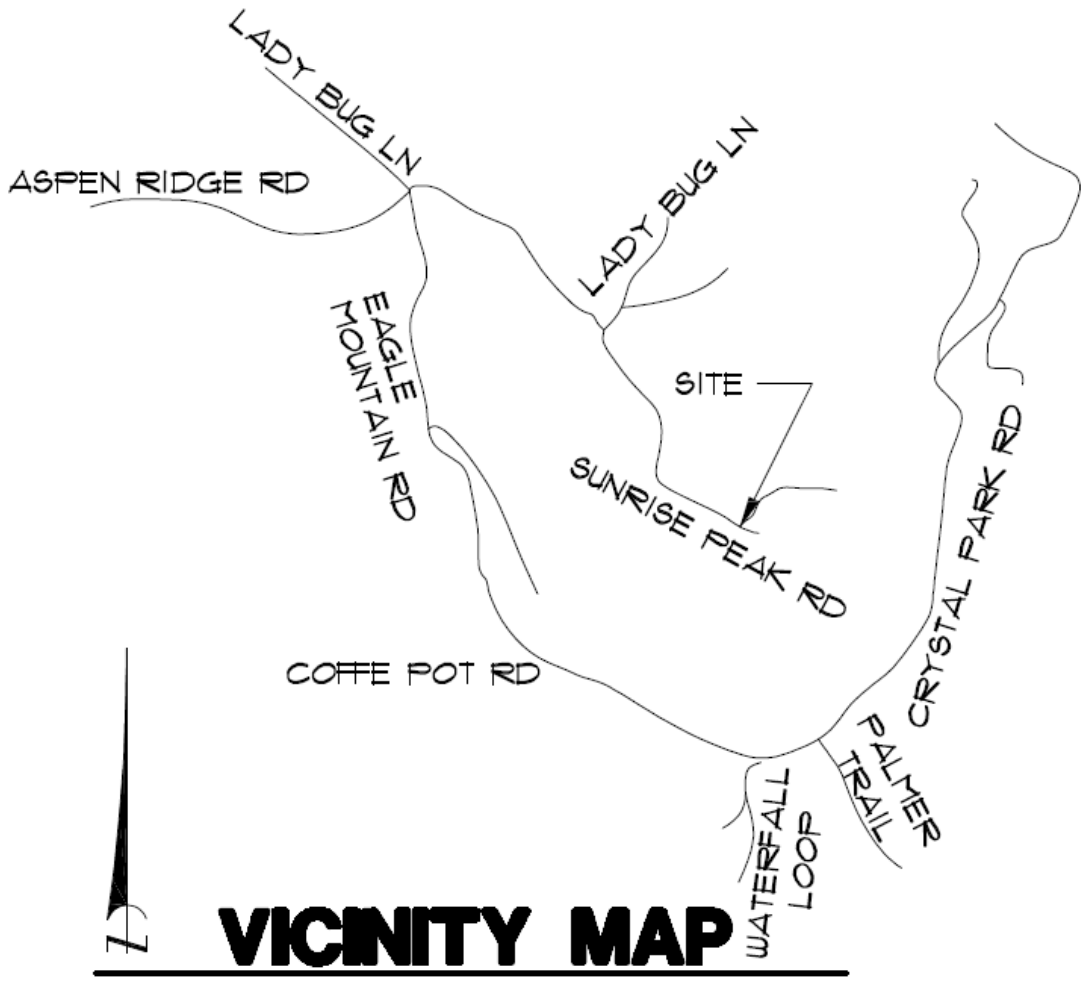 LADY BUG LN
ASPEN RIDGE RD
LADY BUG LN
EAGLE
MOUNTAIN RD
SITE
SUNRISE PEAK RD
CRYSTAL PARK RD
COFFE POT RD
PALMER
TRAIL
WATERFALL
LOOP
N
VICINITY MAP